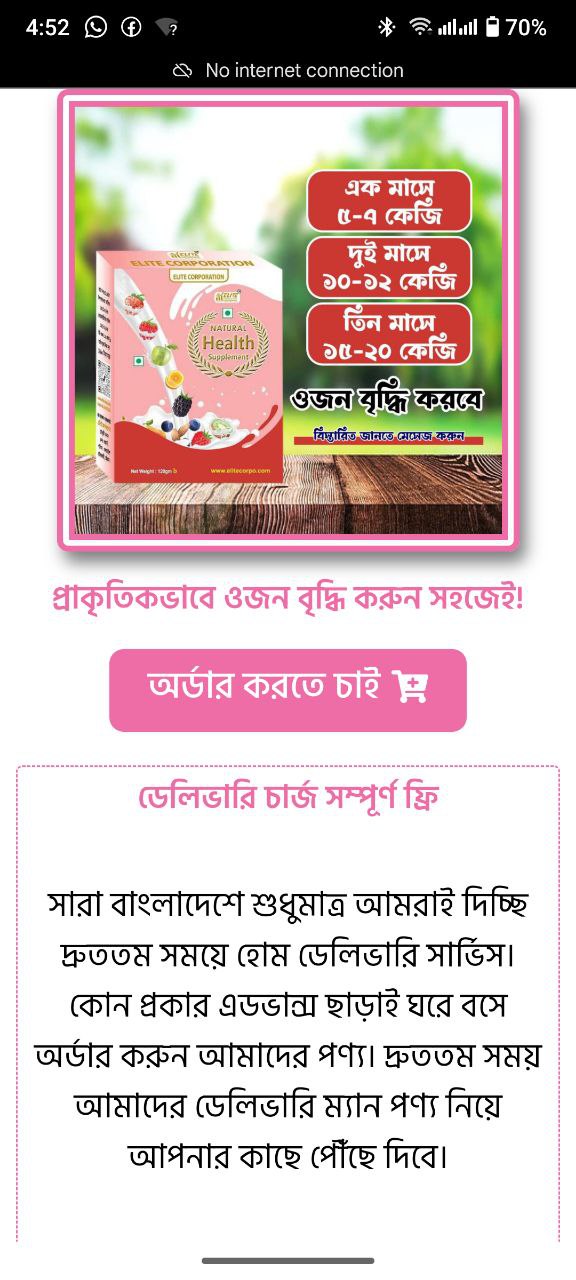 4:52
70%
No internet connection
এক মাসে
৫-৭ কেজি
দুই মাসে
১০-১২ কেজি
তিন মাসে
১৫-২০ কেজি
ওজন বৃদ্ধি করবে
বিস্তারিত জানতে মেসেজ করুন
ELITE CORPORATION
ELITE CORPORATION
NATURAL
Health
Supplement
Net Weight : 120gm
www.elitecorpo.com
প্রাকৃতিকভাবে ওজন বৃদ্ধি করুন সহজেই!
অর্ডার করতে চাই
ডেলিভারি চার্জ সম্পূর্ণ ফ্রি
সারা বাংলাদেশে শুধুমাত্র আমরাই দিচ্ছি
দ্রুততম সময়ে হোম ডেলিভারি সার্ভিস।
কোন প্রকার এডভান্স ছাড়াই ঘরে বসে
অর্ডার করুন আমাদের পণ্য। দ্রুততম সময়
আমাদের ডেলিভারি ম্যান পণ্য নিয়ে
আপনার কাছে পৌঁছে দিবে।